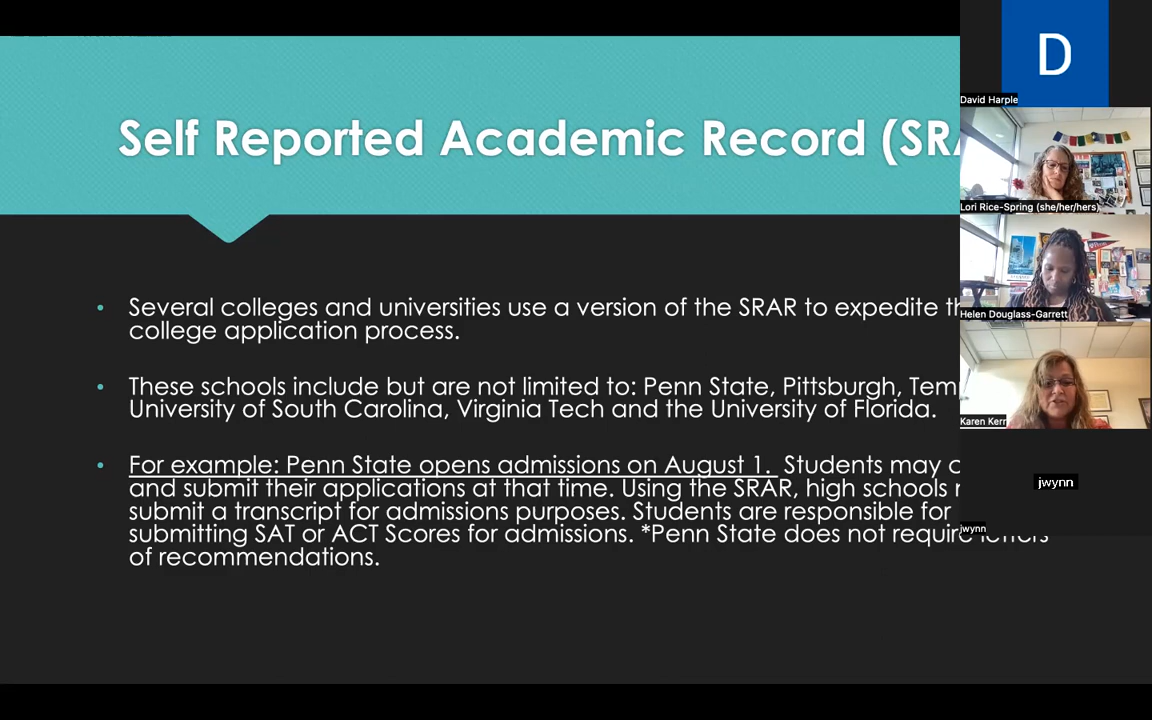 Self Reported Academic Record (SRA
• Several colleges and universities use a version of the SRAR to expedite th
college application process.
• These schools include but are not limited to: Penn State, Pittsburgh, Tem
University of South Carolina, Virginia Tech and the University of Florida.
• For example: Penn State opens admissions on August 1. Students may c
and submit their applications at that time. Using the SRAR, high schools
submit a transcript for admissions purposes. Students are responsible for
submitting SAT or ACT Scores for admissions. *Penn State does not require letters
of recommendations.
D
David Harple
Lori Rice-Spring (she/her/hers)
Helen Douglass-Garrett
Karen Kerr
jwynn
jwynn